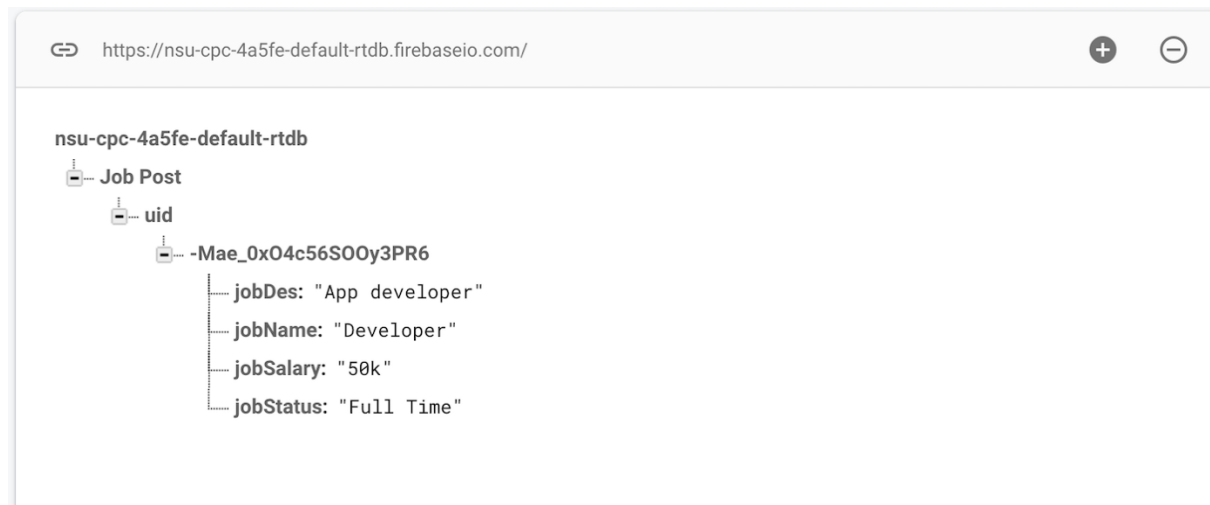 https://nsu-cpc-4a5fe-default-rtdb.firebaseio.com/
nsu-cpc-4a5fe-default-rtdb
Job Post
uid
-Mae_0xO4c56SOOy3PR6
jobDes: "App developer"
jobName: "Developer"
jobSalary: "50k"
jobStatus: "Full Time"